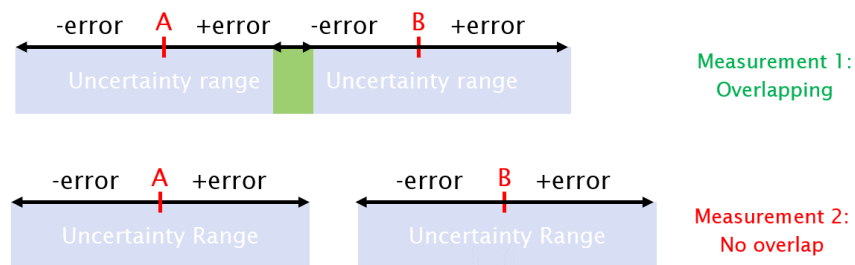 -error A +error -error B +error
Uncertainty range Uncertainty range
Measurement 1:
Overlapping
-error A +error -error B +error
Uncertainty Range Uncertainty Range
Measurement 2:
No overlap